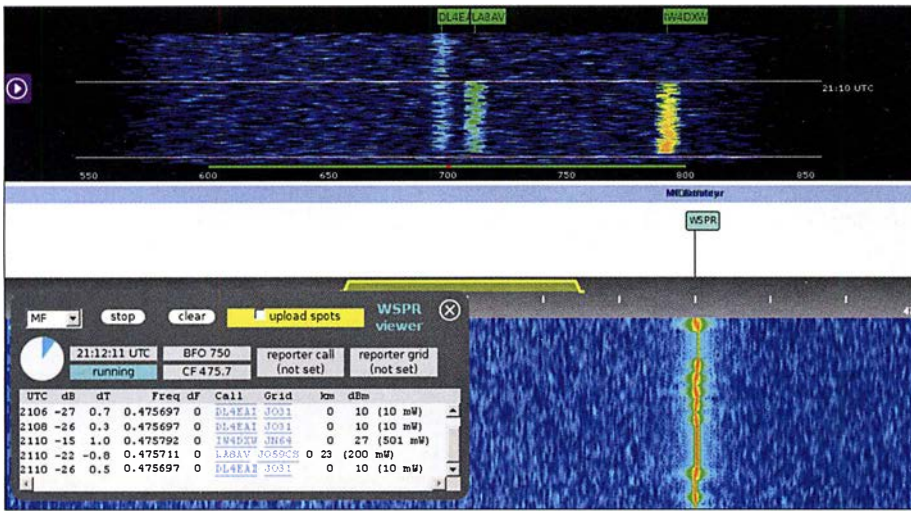 DL4EA LA8AV IW4DXW
21:10 UTC
550 600 650 700 750 800 850
WSPR
MF stop clear upload spots WSPR viewer
21:12:11 UTC BFO 750 reporter call (not set) reporter grid (not set)
running CF 475.7
UTC dB dT Freq dF Call Grid km dBm
2106 -27 0.7 0.475697 0 DL4EAI JO31 0 10 (10 mW)
2108 -26 0.3 0.475697 0 DL4EAI JO31 0 10 (10 mW)
2110 -15 1.0 0.475792 0 IW4DXW JN64 0 27 (501 mW)
2110 -22 -0.8 0.475711 0 LA8AV JO59CS 0 23 (200 mW)
2110 -26 0.5 0.475697 0 DL4EAI JO31 0 10 (10 mW)